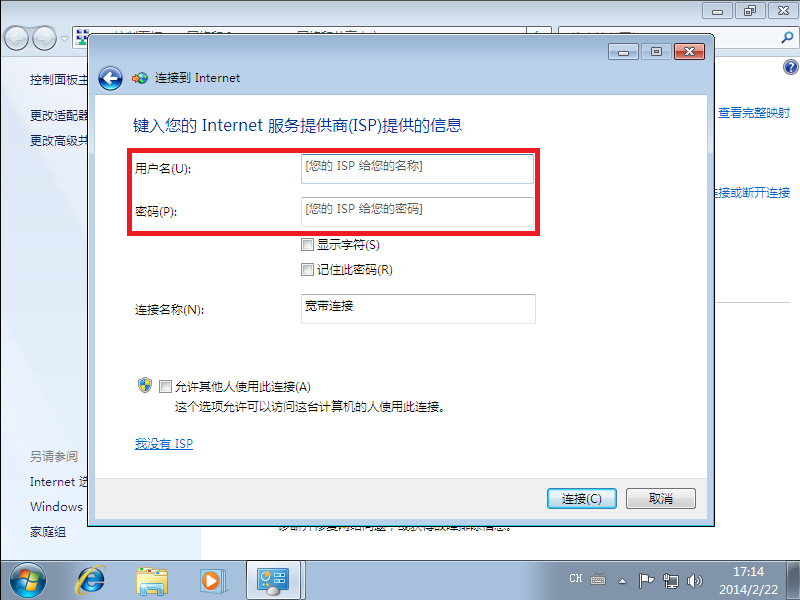 控制面板主
更改适配器
更改高级共
连接到 Internet
键入您的 Internet 服务提供商(ISP)提供的信息
用户名(U):
[您的 ISP 给您的名称]
密码(P):
[您的 ISP 给您的密码]
显示字符(S)
记住此密码(R)
连接名称(N):
宽带连接
允许其他人使用此连接(A)
这个选项允许可以访问这台计算机的人使用此连接。
我没有 ISP
连接(C)
取消
查看完整映射
连接或断开连接
另请参阅
Internet
Windows
家庭组
CH
17:14
2014/2/22